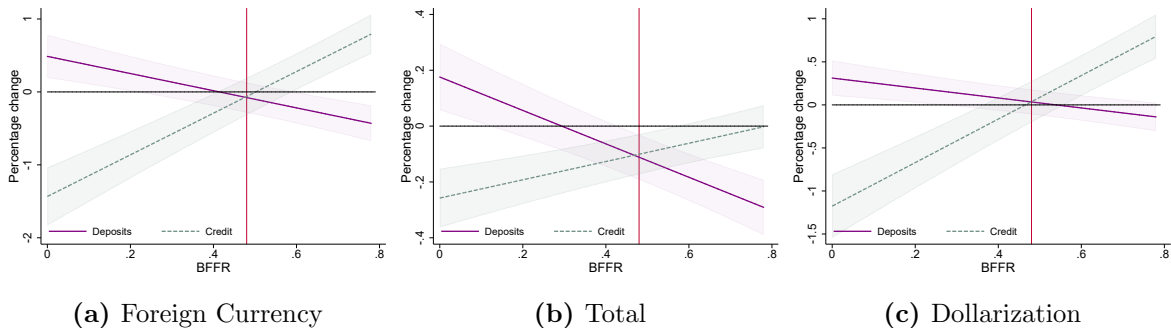 Percentage change
1
0
-1
-2
0
.2
.4
.6
.8
BFFR
Deposits
Credit
(a) Foreign Currency
Percentage change
.4
.2
0
-.2
-.4
0
.2
.4
.6
.8
BFFR
Deposits
Credit
(b) Total
Percentage change
1
.5
0
-.5
-1
-1.5
0
.2
.4
.6
.8
BFFR
Deposits
Credit
(c) Dollarization